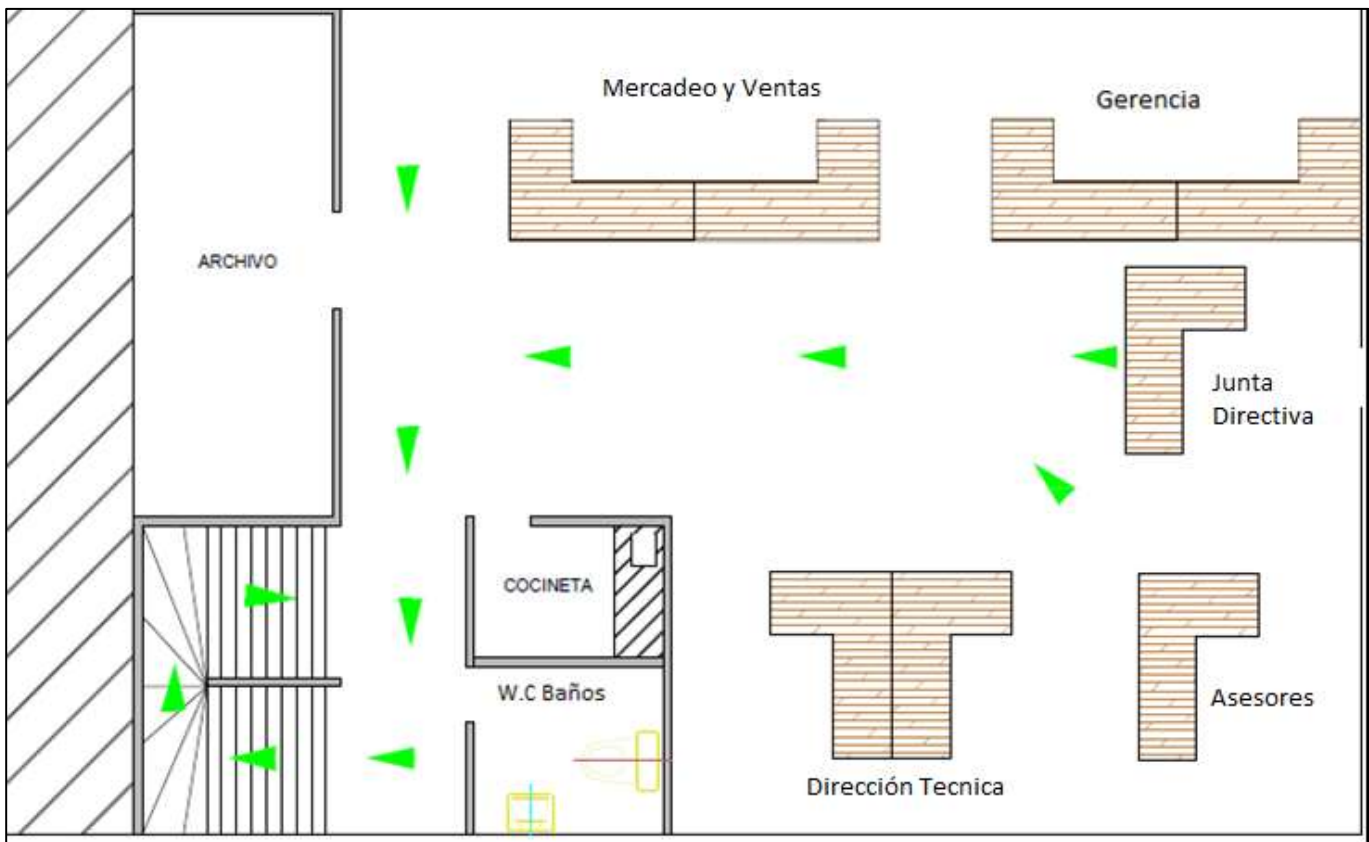 Mercadeo y Ventas
Gerencia
ARCHIVO
Junta
Directiva
COCINETA
W.C Baños
Asesores
Dirección Tecnica